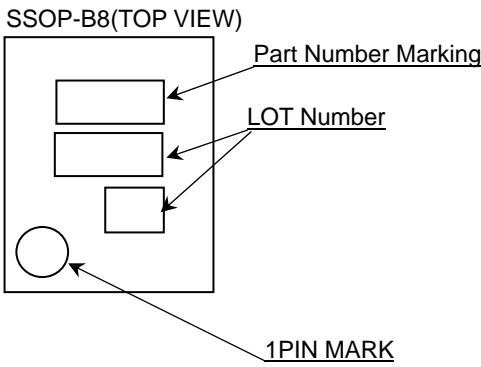 SSOP-B8(TOP VIEW)
Part Number Marking
LOT Number
1PIN MARK